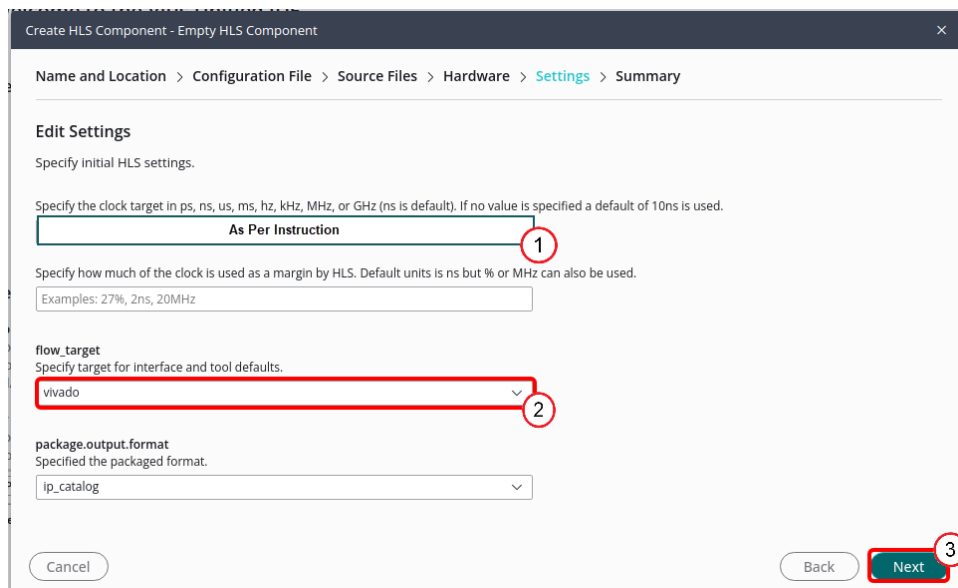 Create HLS Component - Empty HLS Component
Name and Location > Configuration File > Source Files > Hardware > Settings > Summary
Edit Settings
Specify initial HLS settings.
Specify the clock target in ps, ns, us, ms, hz, kHz, MHz, or GHz (ns is default). If no value is specified a default of 10ns is used.
As Per Instruction
1
Specify how much of the clock is used as a margin by HLS. Default units is ns but % or MHz can also be used.
Examples: 27%, 2ns, 20MHz
flow_target
Specify target for interface and tool defaults.
vivado
2
package.output.format
Specified the packaged format.
ip_catalog
Cancel
Back
Next
3